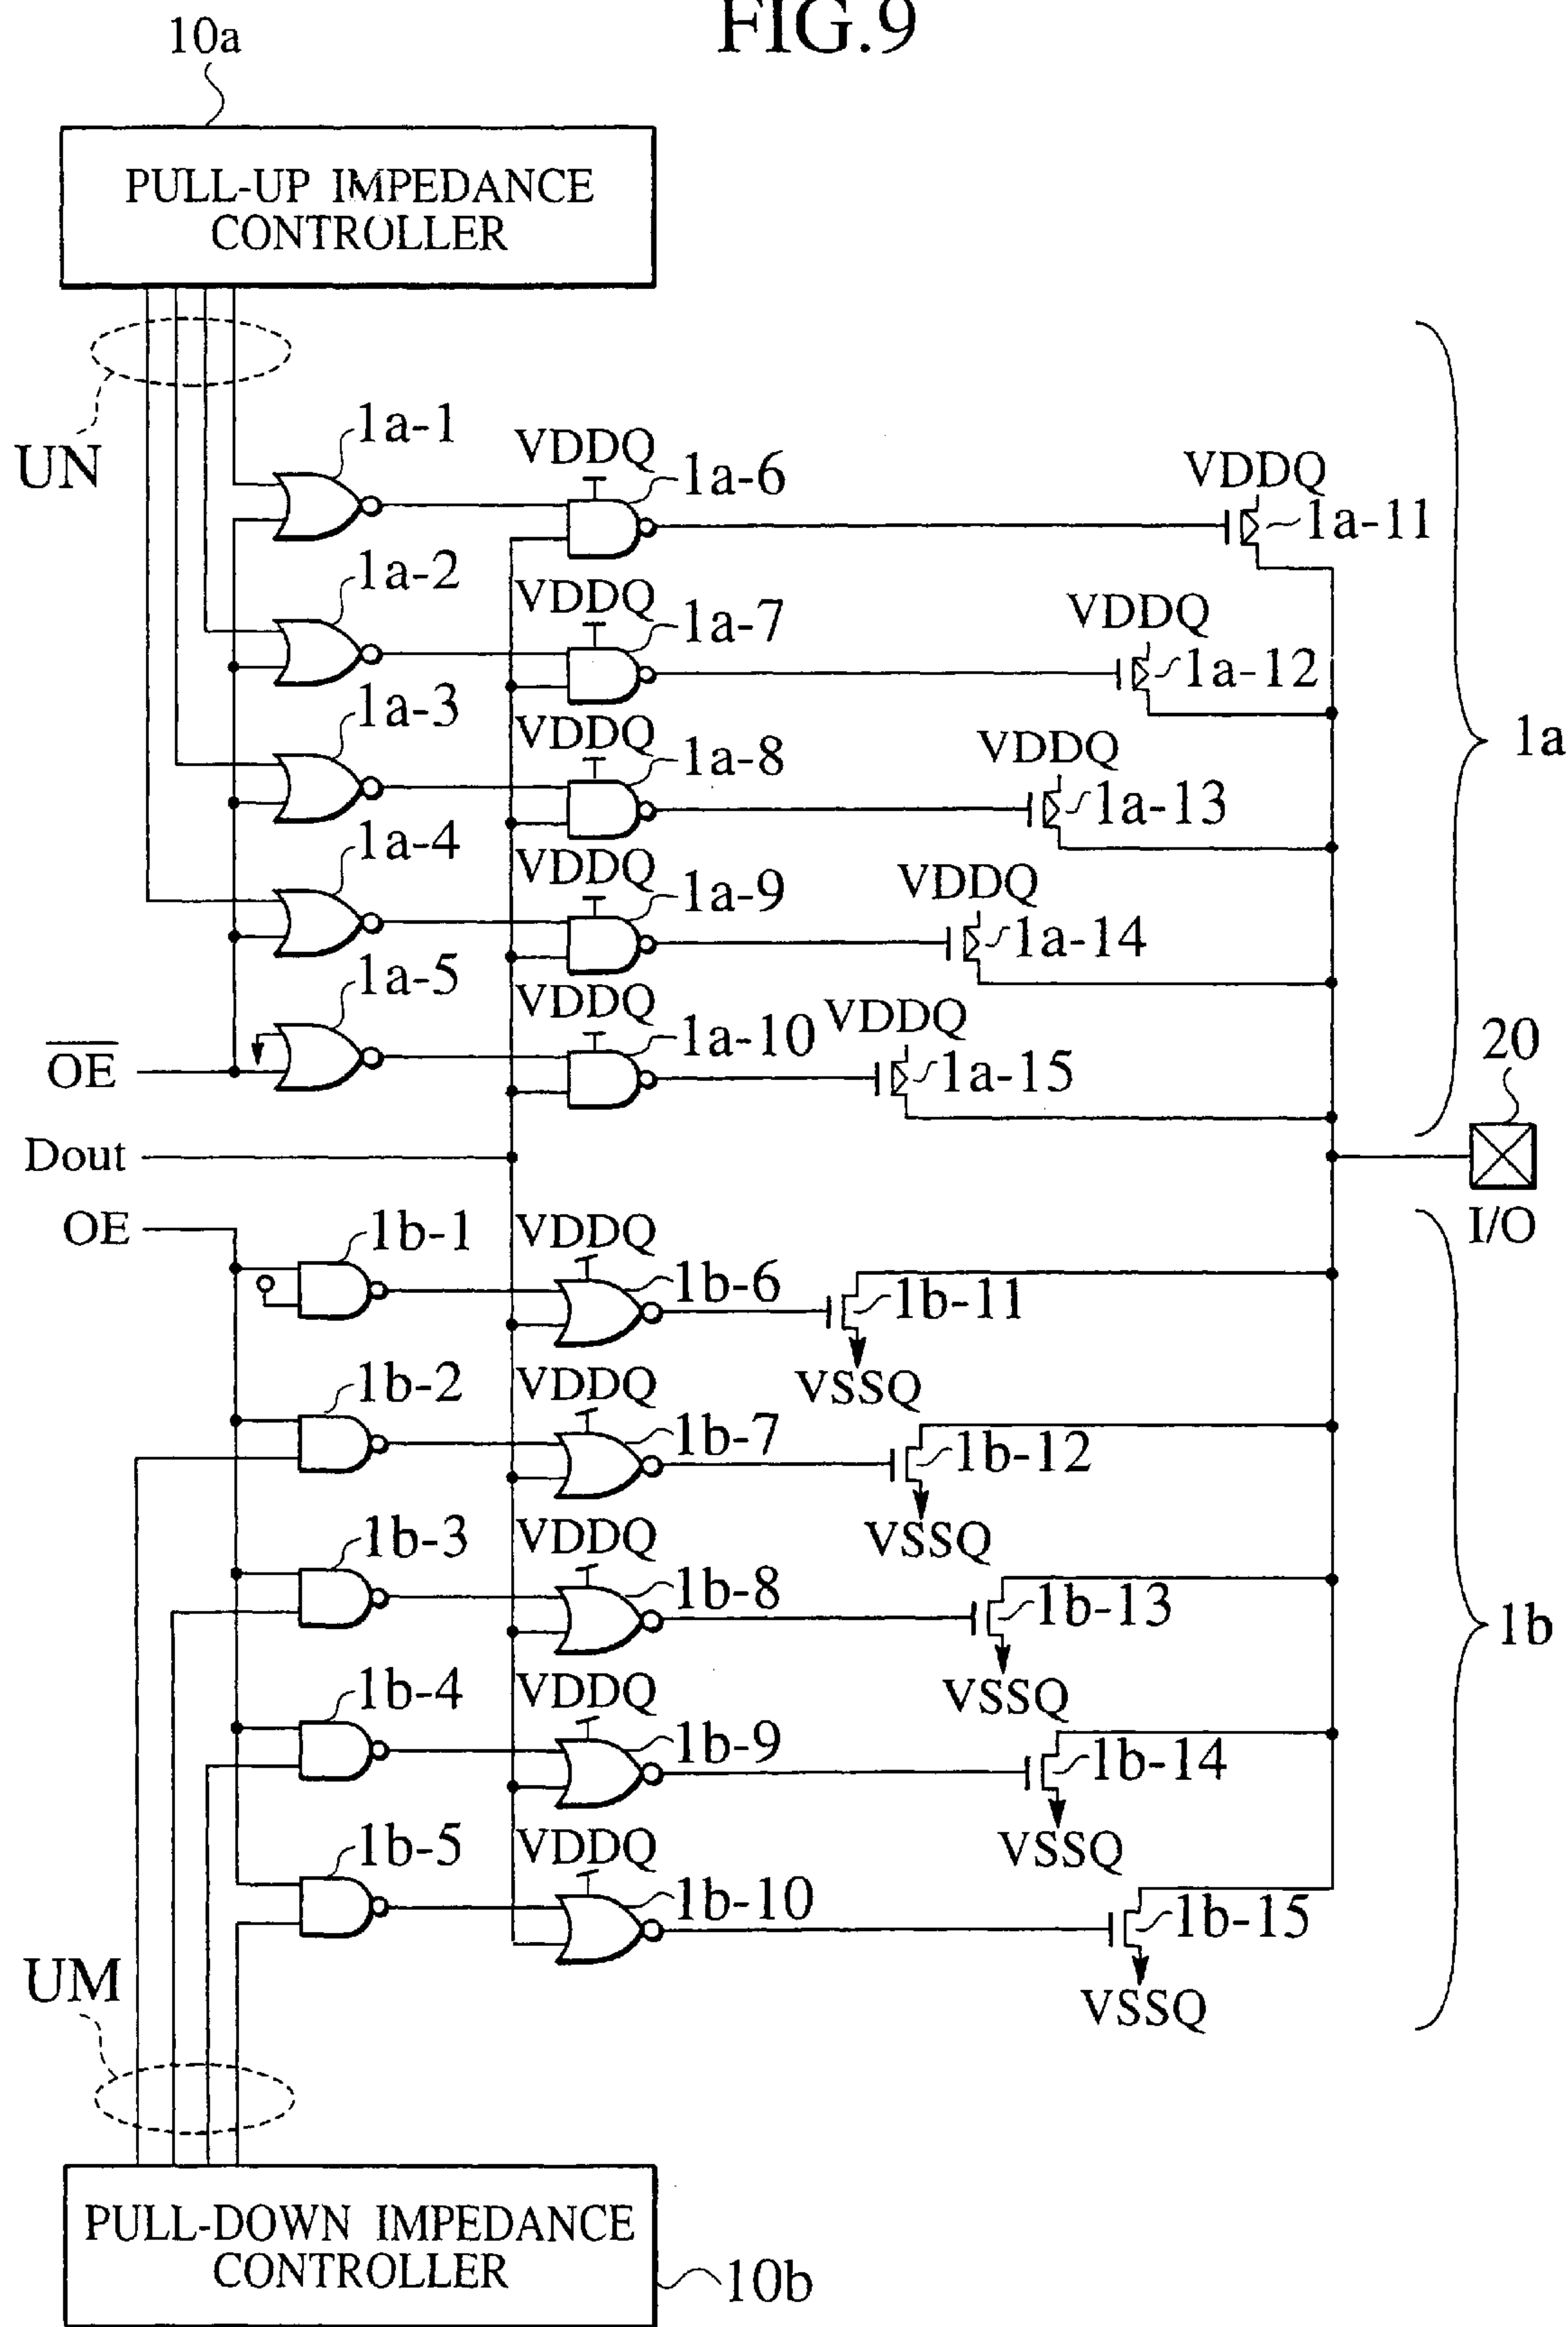 FIG.9
10a
PULL-UP IMPEDANCE
CONTROLLER
UN
1a-1
VDDQ
1a-6
VDDQ
1a-11
1a-2
VDDQ
1a-7
VDDQ
1a-12
1a-3
VDDQ
1a-8
VDDQ
1a-13
1a
1a-4
VDDQ
1a-9
VDDQ
1a-14
1a-5
VDDQ
1a-10
VDDQ
1a-15
OE
20
Dout
OE
I/O
1b-1
VDDQ
1b-6
1b-11
VSSQ
1b-2
VDDQ
1b-7
1b-12
VSSQ
1b-3
VDDQ
1b-8
1b-13
VSSQ
1b
1b-4
VDDQ
1b-9
1b-14
VSSQ
1b-5
VDDQ
1b-10
1b-15
VSSQ
UM
PULL-DOWN IMPEDANCE
CONTROLLER
10b